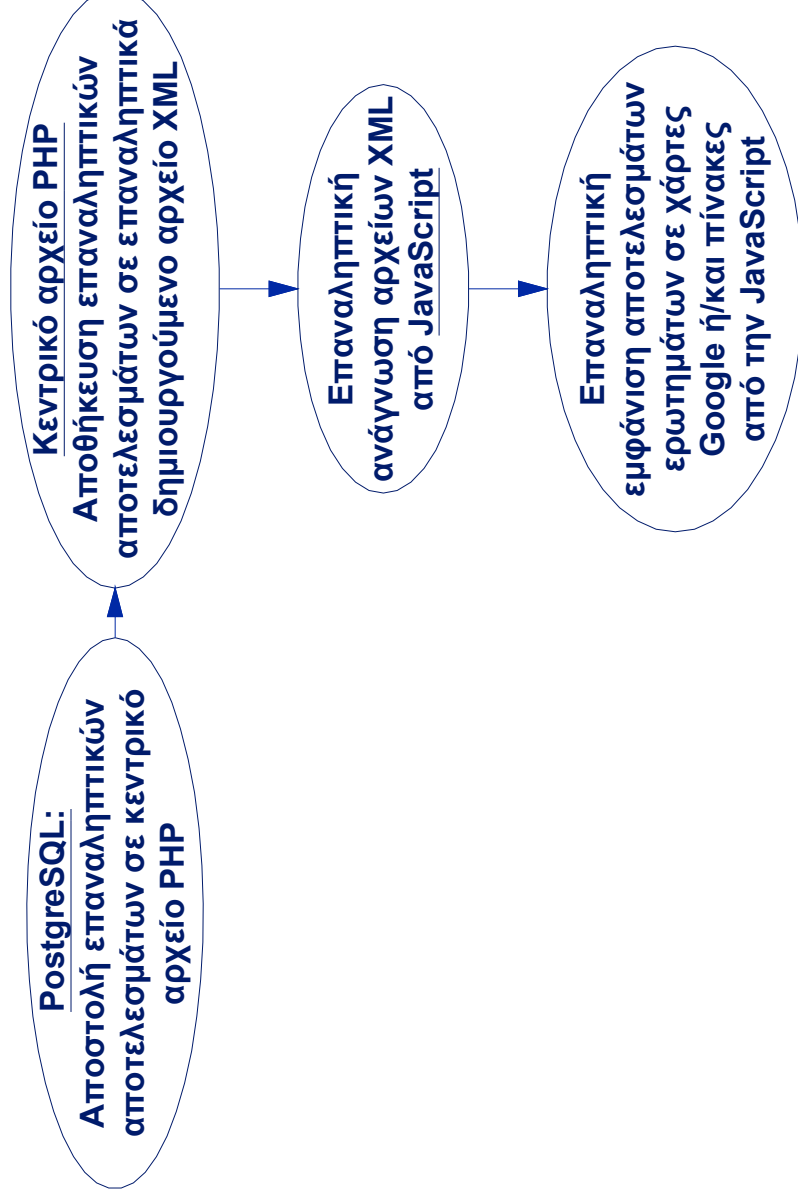 PostgreSQL:
Αποστολή επαναληπτικών
αποτελεσμάτων σε κεντρικό
αρχείο PHP
Κεντρικό αρχείο PHP
Αποθήκευση επαναληπτικών
αποτελεσμάτων σε επαναληπτικά
δημιουργούμενο αρχείο XML
Επαναληπτική
ανάγνωση αρχείων XML
από JavaScript
Επαναληπτική
εμφάνιση αποτελεσμάτων
ερωτημάτων σε χάρτες
Google ή/και πίνακες
από την JavaScript